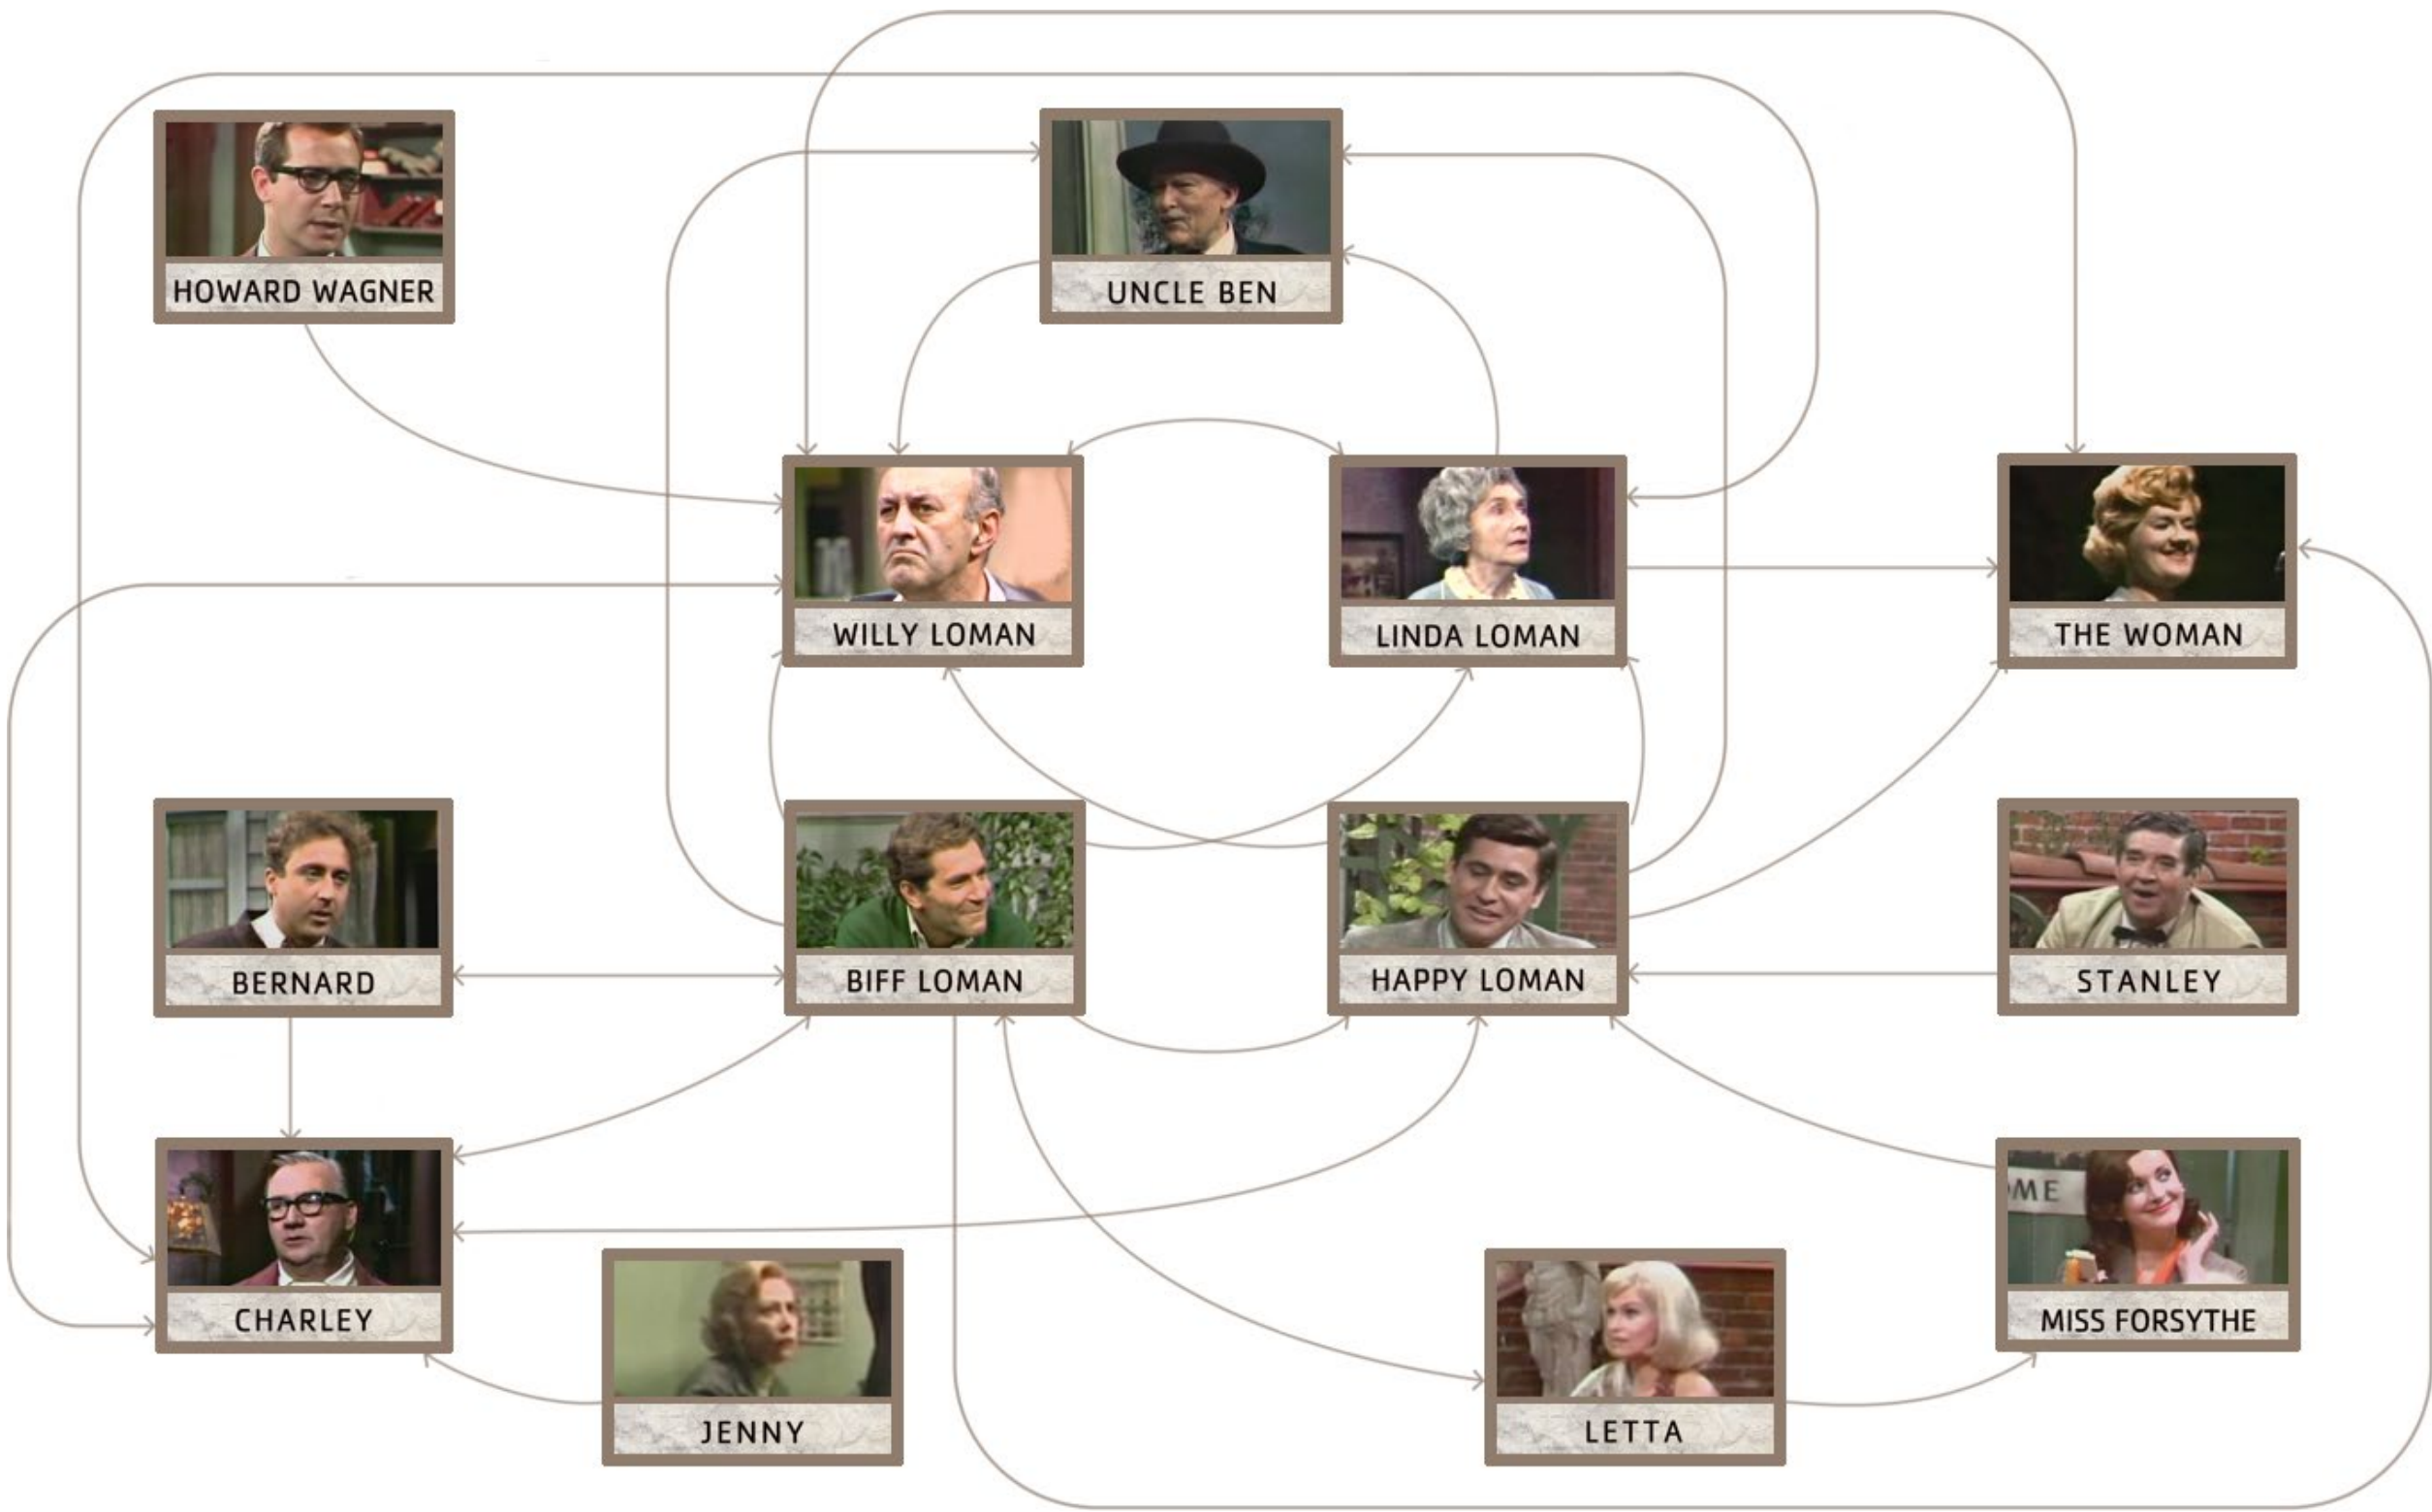 HOWARD WAGNER
UNCLE BEN
WILLY LOMAN
LINDA LOMAN
THE WOMAN
BERNARD
BIFF LOMAN
HAPPY LOMAN
STANLEY
CHARLEY
OME
MISS FORSYTHE
JENNY
LETTA